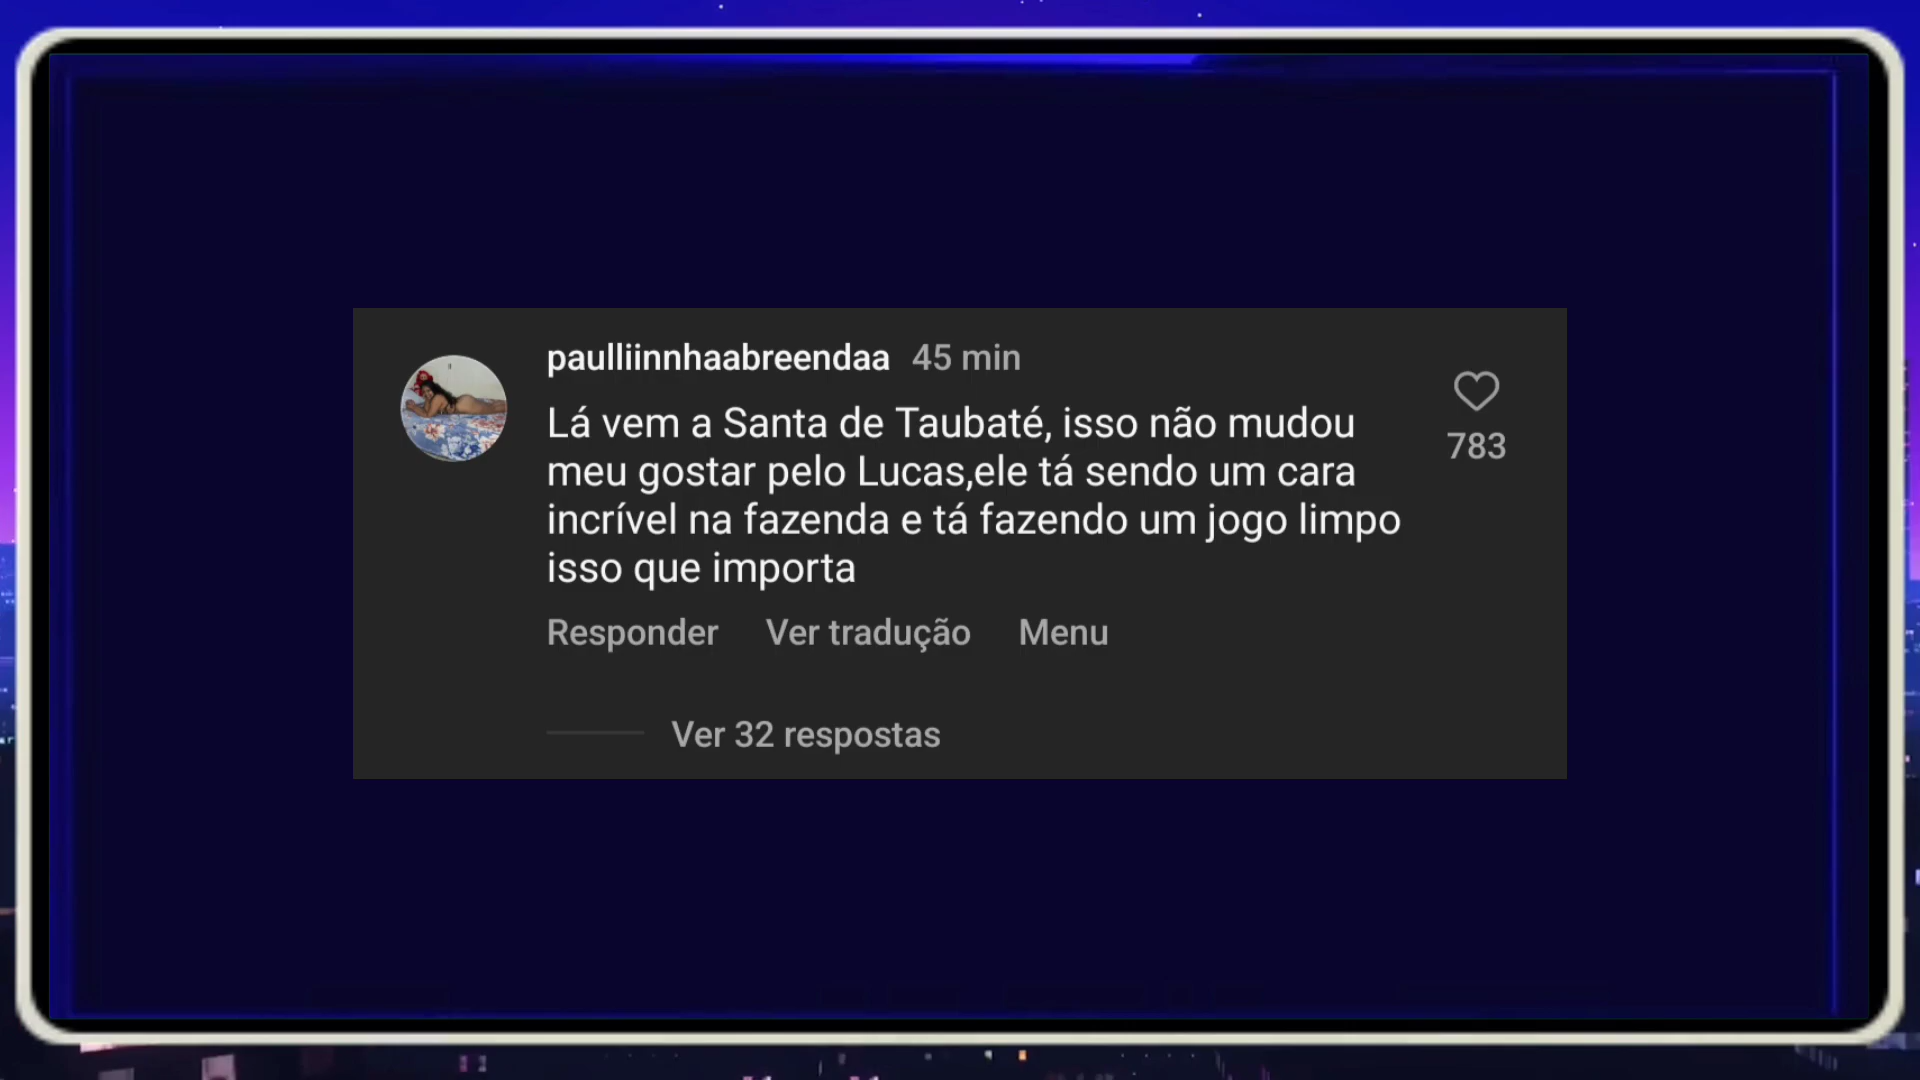 paulliinnhaabreendaa 45 min
Lá vem a Santa de Taubaté, isso não mudou
meu gostar pelo Lucas,ele tá sendo um cara
incrível na fazenda e tá fazendo um jogo limpo
isso que importa
783
Responder Ver tradução Menu
Ver 32 respostas